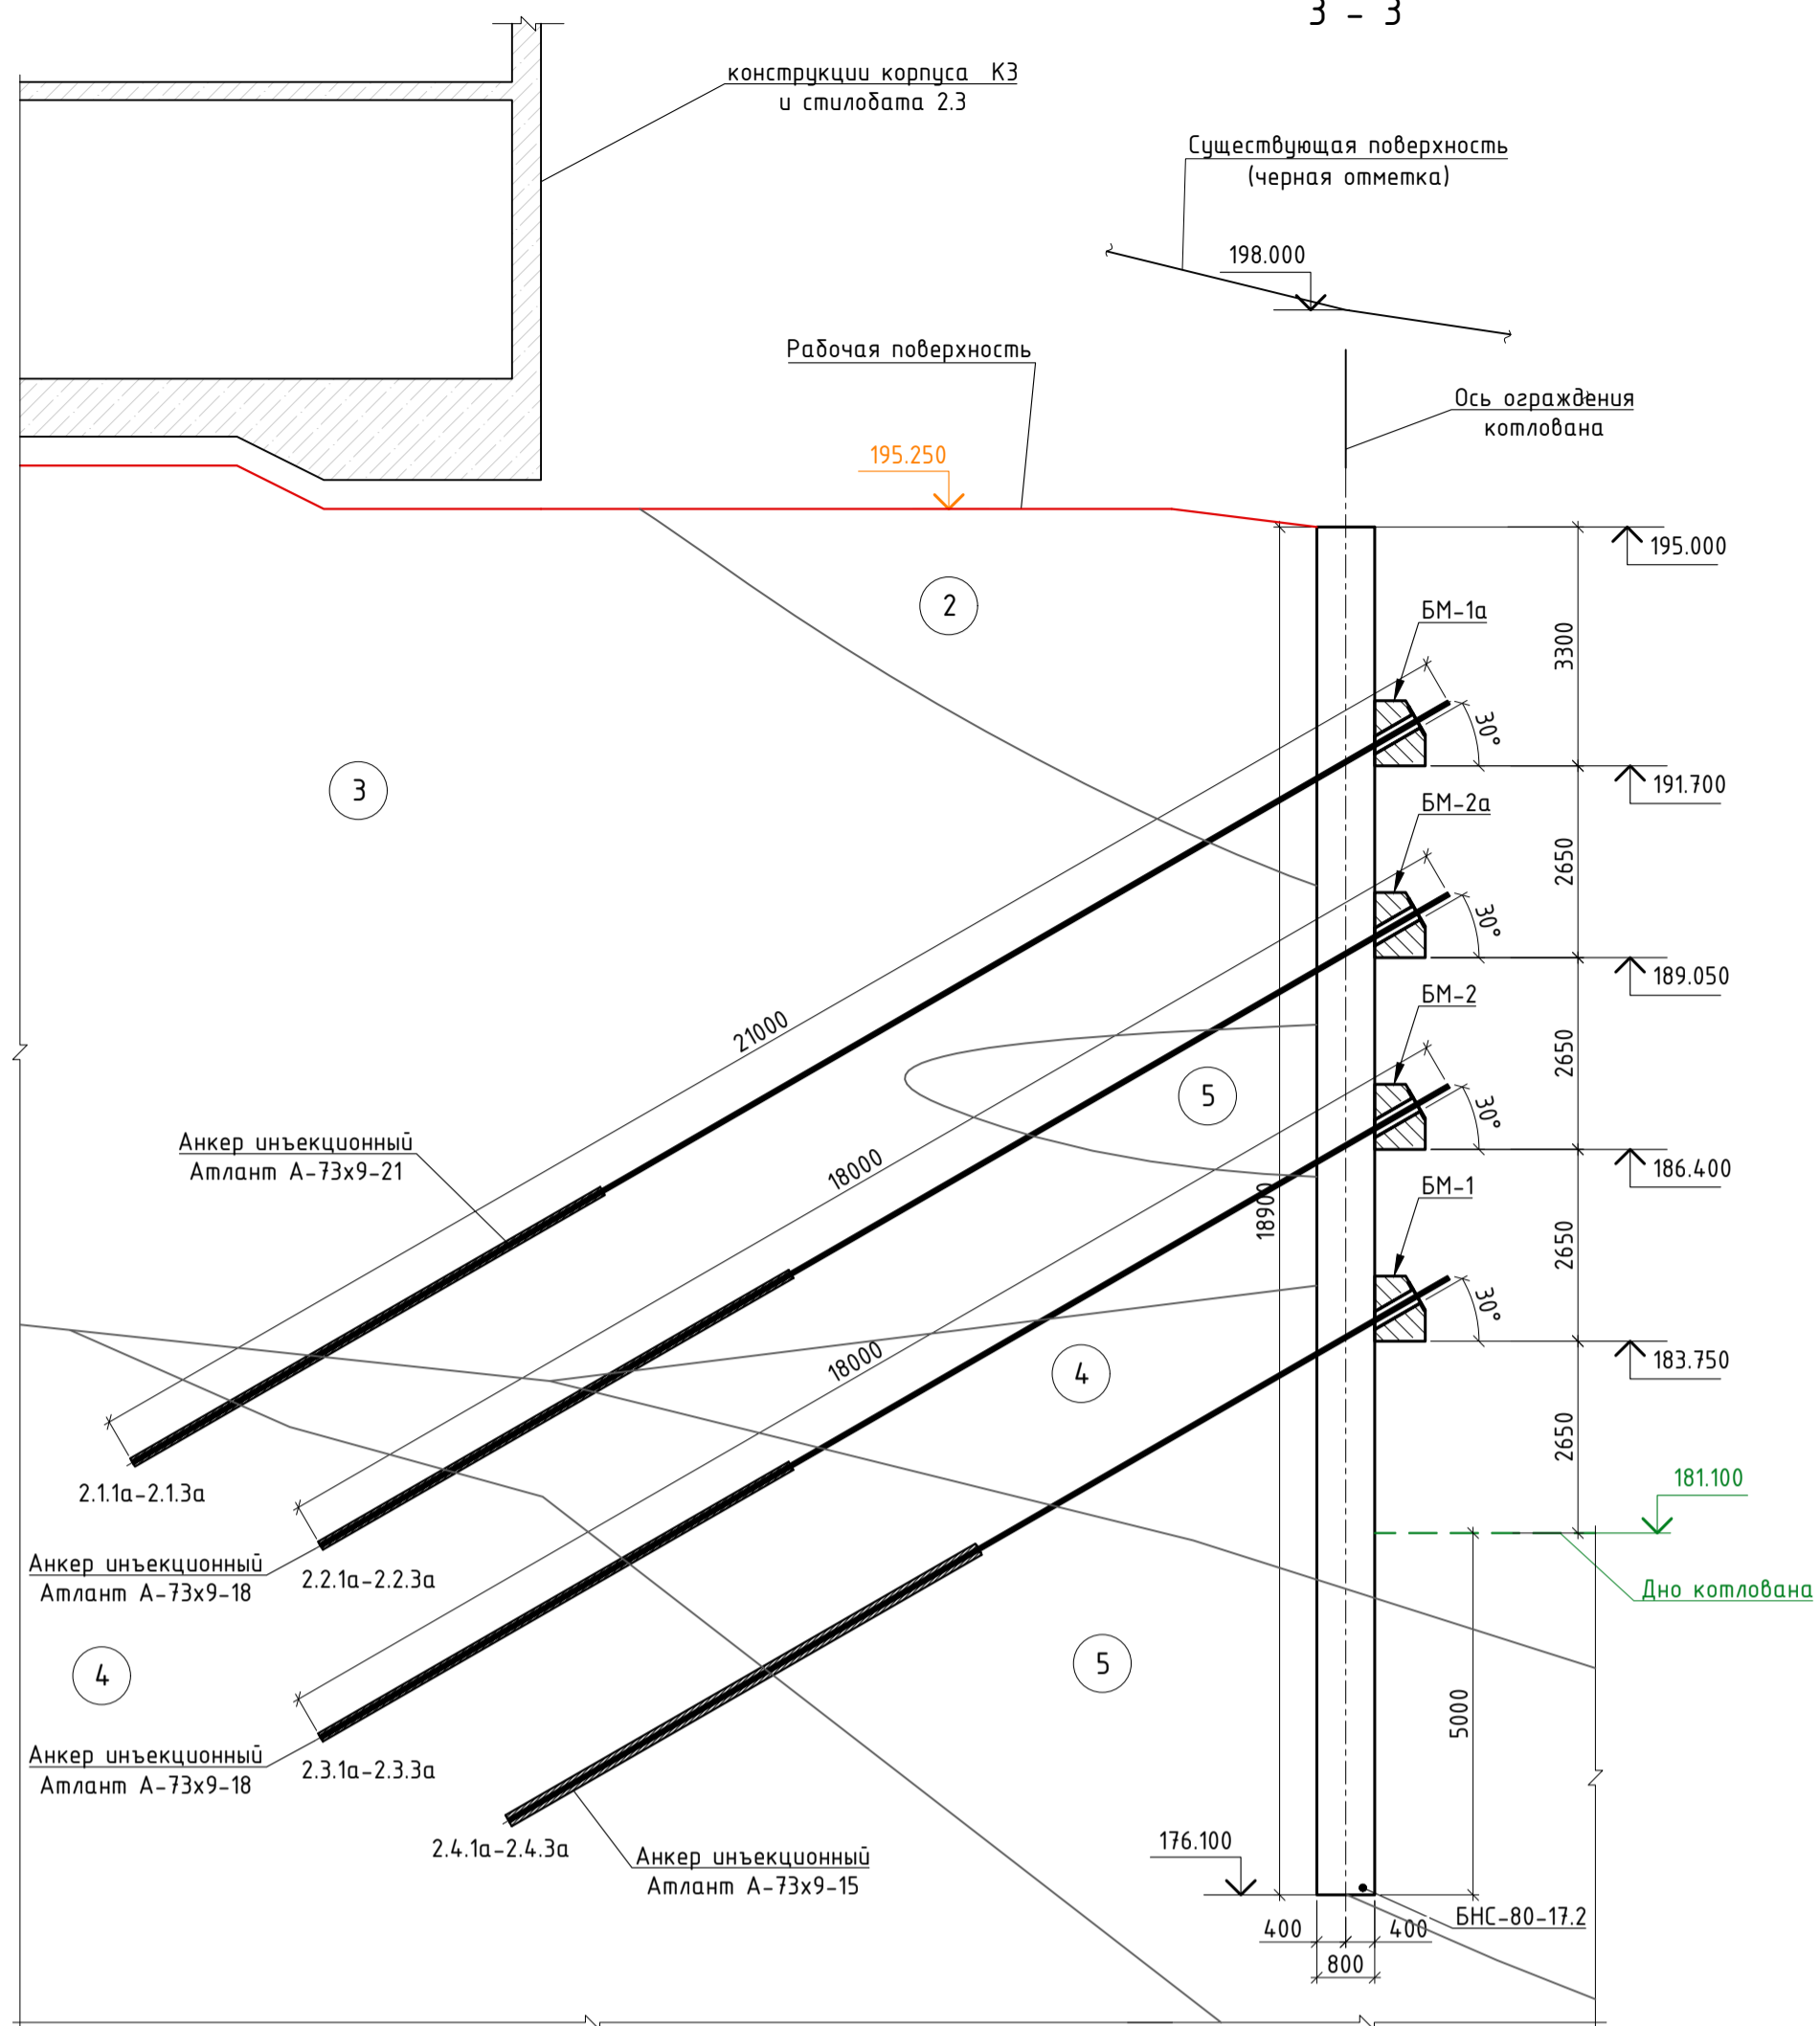 3 - 3
конструкции корпуса К3
и стилобата 2.3
Существующая поверхность
(черная отметка)
198.000
Рабочая поверхность
Ось ограждения
котлована
195.250
195.000
2
БМ-1а
3300
30°
3
191.700
БМ-2а
2650
30°
189.050
БМ-2
21000
2650
5
30°
Анкер инъекционный
Атлант А-73х9-21
18000
186.400
БМ-1
18900
2650
30°
18000
4
183.750
2650
181.100
2.1.1а-2.1.3а
Анкер инъекционный
Атлант А-73х9-18
2.2.1а-2.2.3а
Дно котлована
4
5
5000
Анкер инъекционный
Атлант А-73х9-18
2.3.1а-2.3.3а
2.4.1а-2.4.3а
Анкер инъекционный
Атлант А-73х9-15
176.100
БНС-80-17.2
400
400
800